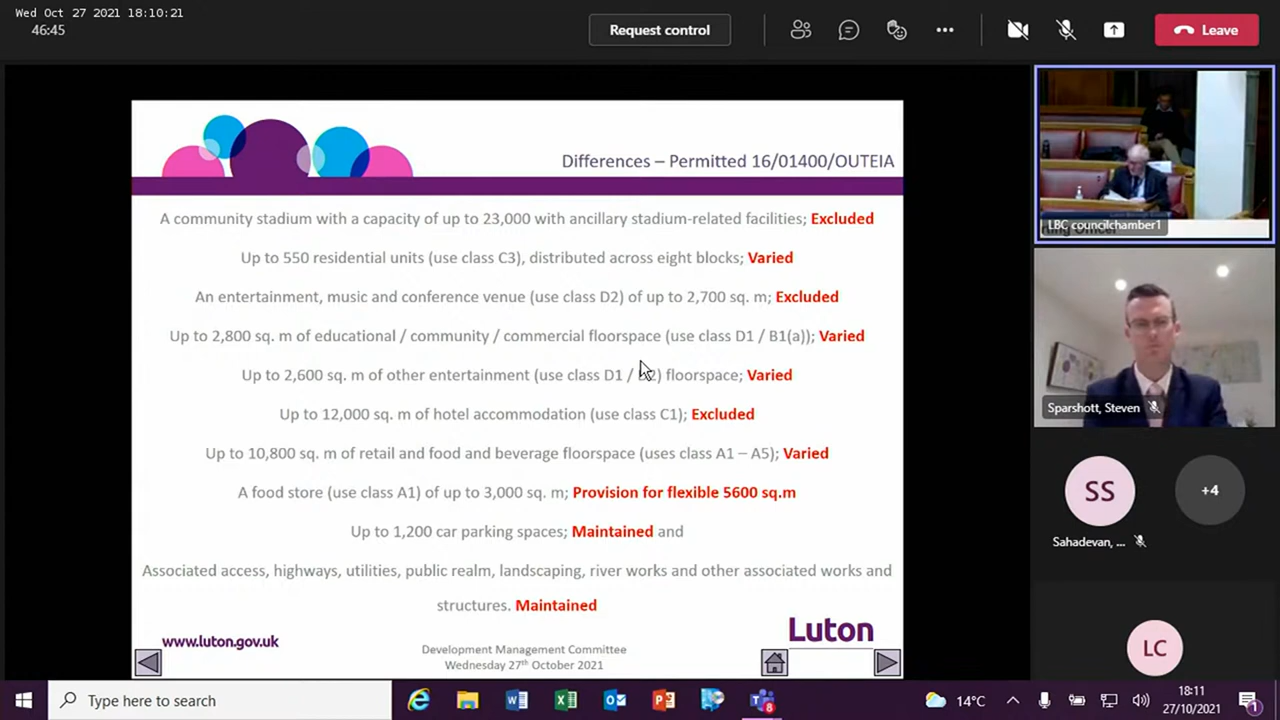 Wed Oct 27 2021 18:10:21
46:45
Request control
Leave
Differences – Permitted 16/01400/OUTEIA
A community stadium with a capacity of up to 23,000 with ancillary stadium-related facilities; Excluded
Up to 550 residential units (use class C3), distributed across eight blocks; Varied
An entertainment, music and conference venue (use class D2) of up to 2,700 sq. m; Excluded
Up to 2,800 sq. m of educational / community / commercial floorspace (use class D1 / B1(a)); Varied
Up to 2,600 sq. m of other entertainment (use class D1 / 2) floorspace; Varied
Up to 12,000 sq. m of hotel accommodation (use class C1); Excluded
Up to 10,800 sq. m of retail and food and beverage floorspace (uses class A1 – A5); Varied
A food store (use class A1) of up to 3,000 sq. m; Provision for flexible 5600 sq.m
Up to 1,200 car parking spaces; Maintained and
Associated access, highways, utilities, public realm, landscaping, river works and other associated works and
structures. Maintained
www.luton.gov.uk
Development Management Committee
Wednesday 27th October 2021
Luton
LBC councilchamber1
Sparshott, Steven
SS
+4
Sahadevan, ...
LC
Type here to search
14°C
18:11
27/10/2021
1